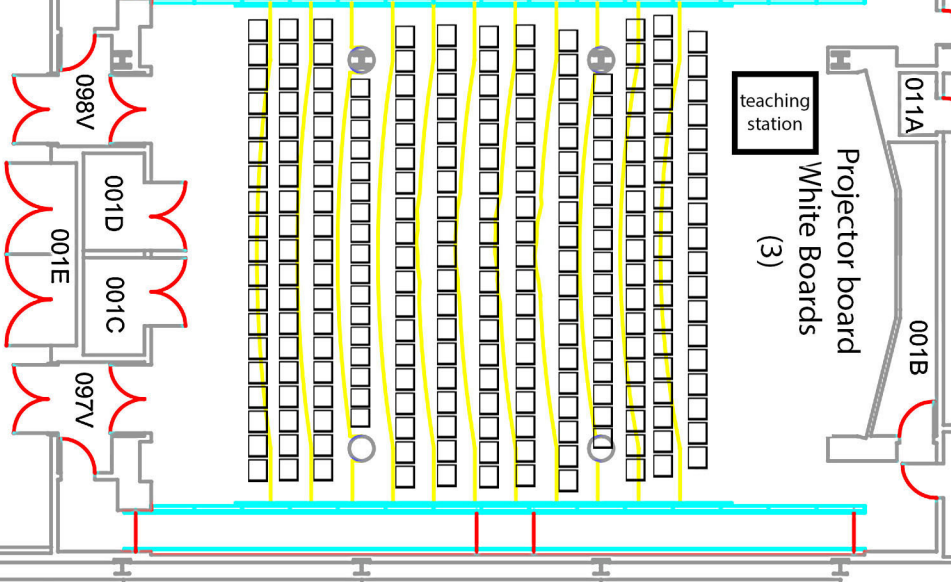 098V
001D
001E
001C
097V
teaching
station
Projector board
White Boards
(3)
011A
001B